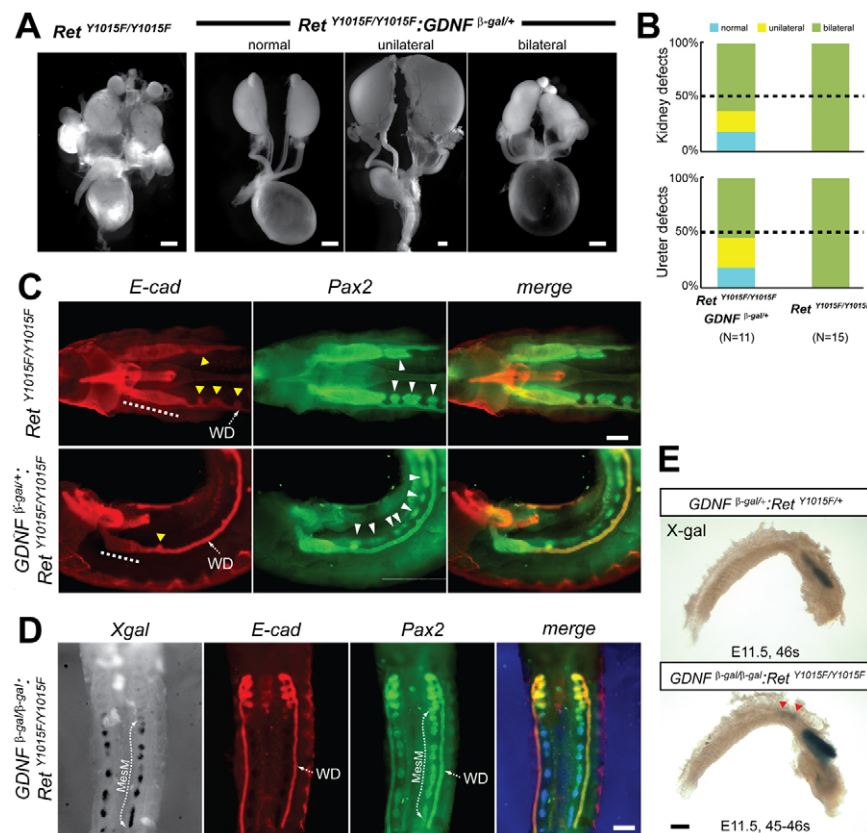 A
Ret Y1015F/Y1015F
Ret Y1015F/Y1015F:GDNF β-gal/+
normal
unilateral
bilateral
B
normal
unilateral
bilateral
100%
50%
0%
Kidney defects
100%
50%
0%
Ureter defects
Ret Y1015F/Y1015F
GDNF β-gal/+
(N=11)
Ret Y1015F/Y1015F
(N=15)
C
E-cad
Pax2
merge
Ret Y1015F/Y1015F
WD
GDNF β-gal/+:
Ret Y1015F/Y1015F
WD
D
Xgal
E-cad
Pax2
merge
GDNF β-gal/β-gal:
Ret Y1015F/Y1015F
MesM
WD
MesM
WD
E
GDNF β-gal/+:Ret Y1015F/+
X-gal
E11.5, 46s
GDNF β-gal/β-gal:Ret Y1015F/Y1015F
E11.5, 45-46s